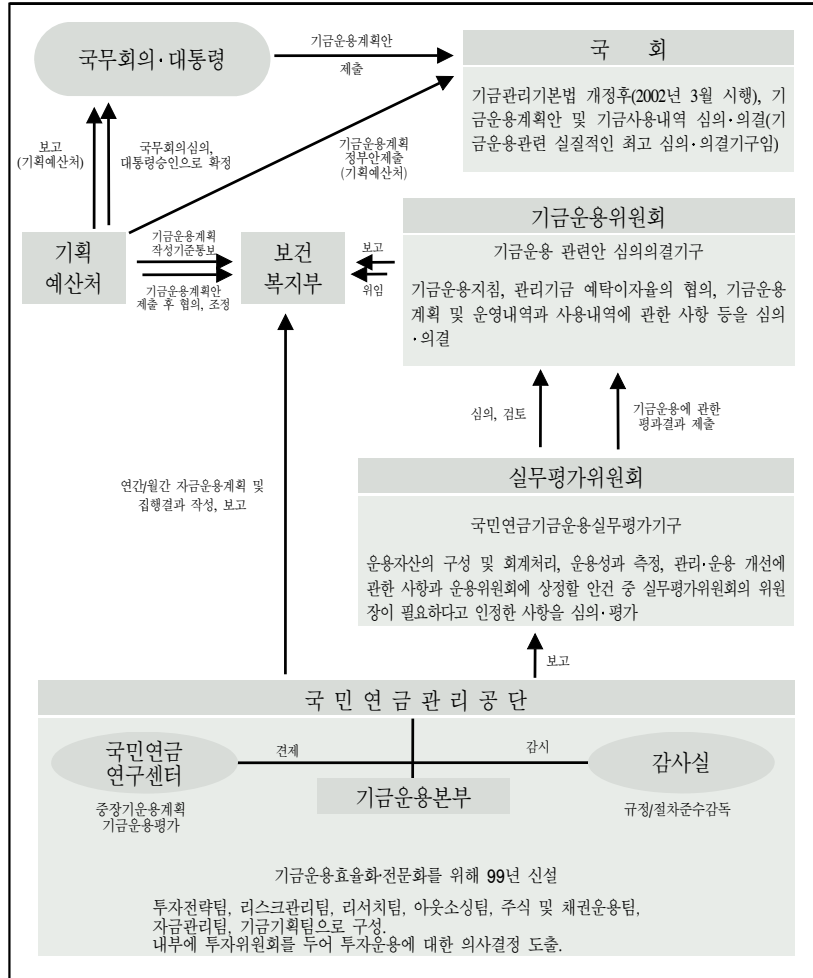 국무회의·대통령
기금운용계획안
제출
국 회
기금관리기본법 개정후(2002년 3월 시행), 기
금운용계획안 및 기금사용내역 심의·의결(기
금운용관련 실질적인 최고 심의·의결기구임)
보고
(기획예산처)
국무회의심의,
대통령승인으로 확정
기금운용계획
정부안제출
(기획예산처)
기획
예산처
기금운용계획
작성기준통보
기금운용계획안
제출 후 협의, 조정
보건
복지부
보고
위임
기금운용위원회
기금운용 관련안 심의의결기구
기금운용지침, 관리기금 예탁이자율의 협의, 기금운용
계획 및 운영내역과 사용내역에 관한 사항 등을 심의
·의결
심의, 검토
기금운용에 관한
평과결과 제출
연간/월간 자금운용계획 및
집행결과 작성, 보고
실무평가위원회
국민연금기금운용실무평가기구
운용자산의 구성 및 회계처리, 운용성과 측정, 관리·운용 개선에
관한 사항과 운용위원회에 상정할 안건 중 실무평가위원회의 위원
장이 필요하다고 인정한 사항을 심의·평가
보고
국 민 연 금 관 리 공 단
국민연금
연구센터
견제
감시
감사실
기금운용본부
중장기운용계획
기금운용평가
규정/절차준수감독
기금운용효율화·전문화를 위해 99년 신설
투자전략팀, 리스크관리팀, 리서치팀, 아웃소싱팀, 주식 및 채권운용팀,
자금관리팀, 기금기획팀으로 구성.
내부에 투자위원회를 두어 투자운용에 대한 의사결정 도출.